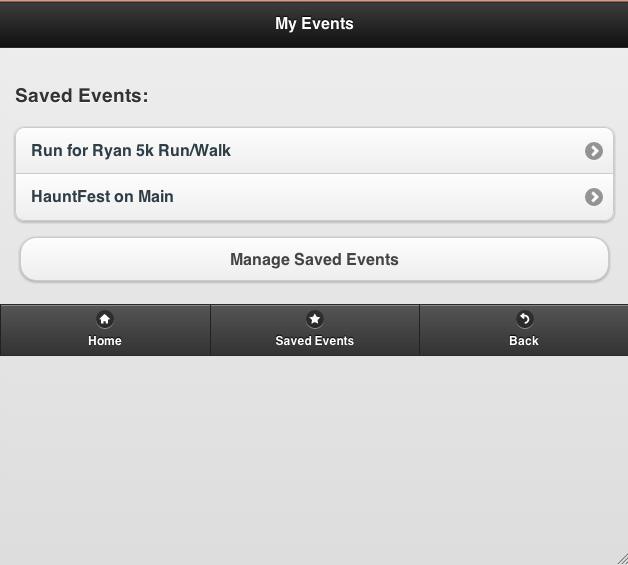 My Events
Saved Events:
Run for Ryan 5k Run/Walk
HauntFest on Main
Manage Saved Events
Home
Saved Events
Back